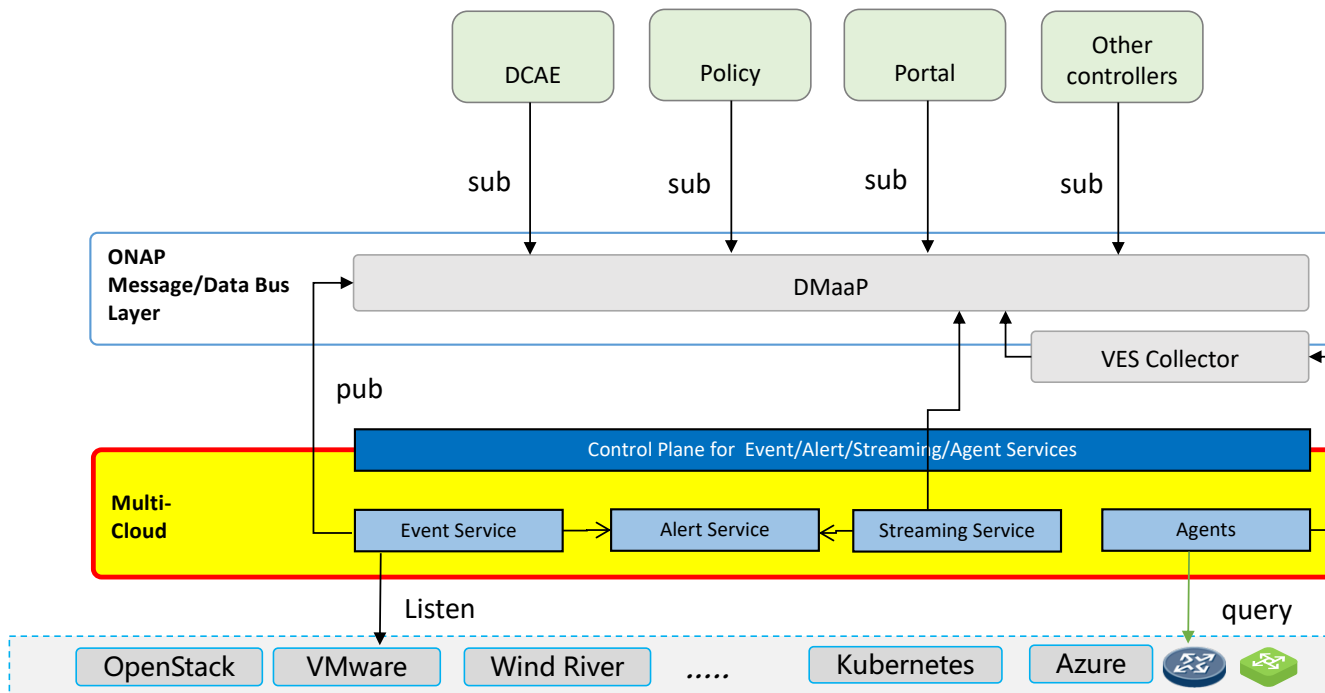 DCAE
Policy
Portal
Other
controllers
sub
sub
sub
sub
ONAP
Message/Data Bus
Layer
DMaaP
VES Collector
pub
Control Plane for Event/Alert/Streaming/Agent Services
Multi-
Cloud
Event Service
Alert Service
Streaming Service
Agents
Listen
query
OpenStack
VMware
Wind River
.....
Kubernetes
Azure